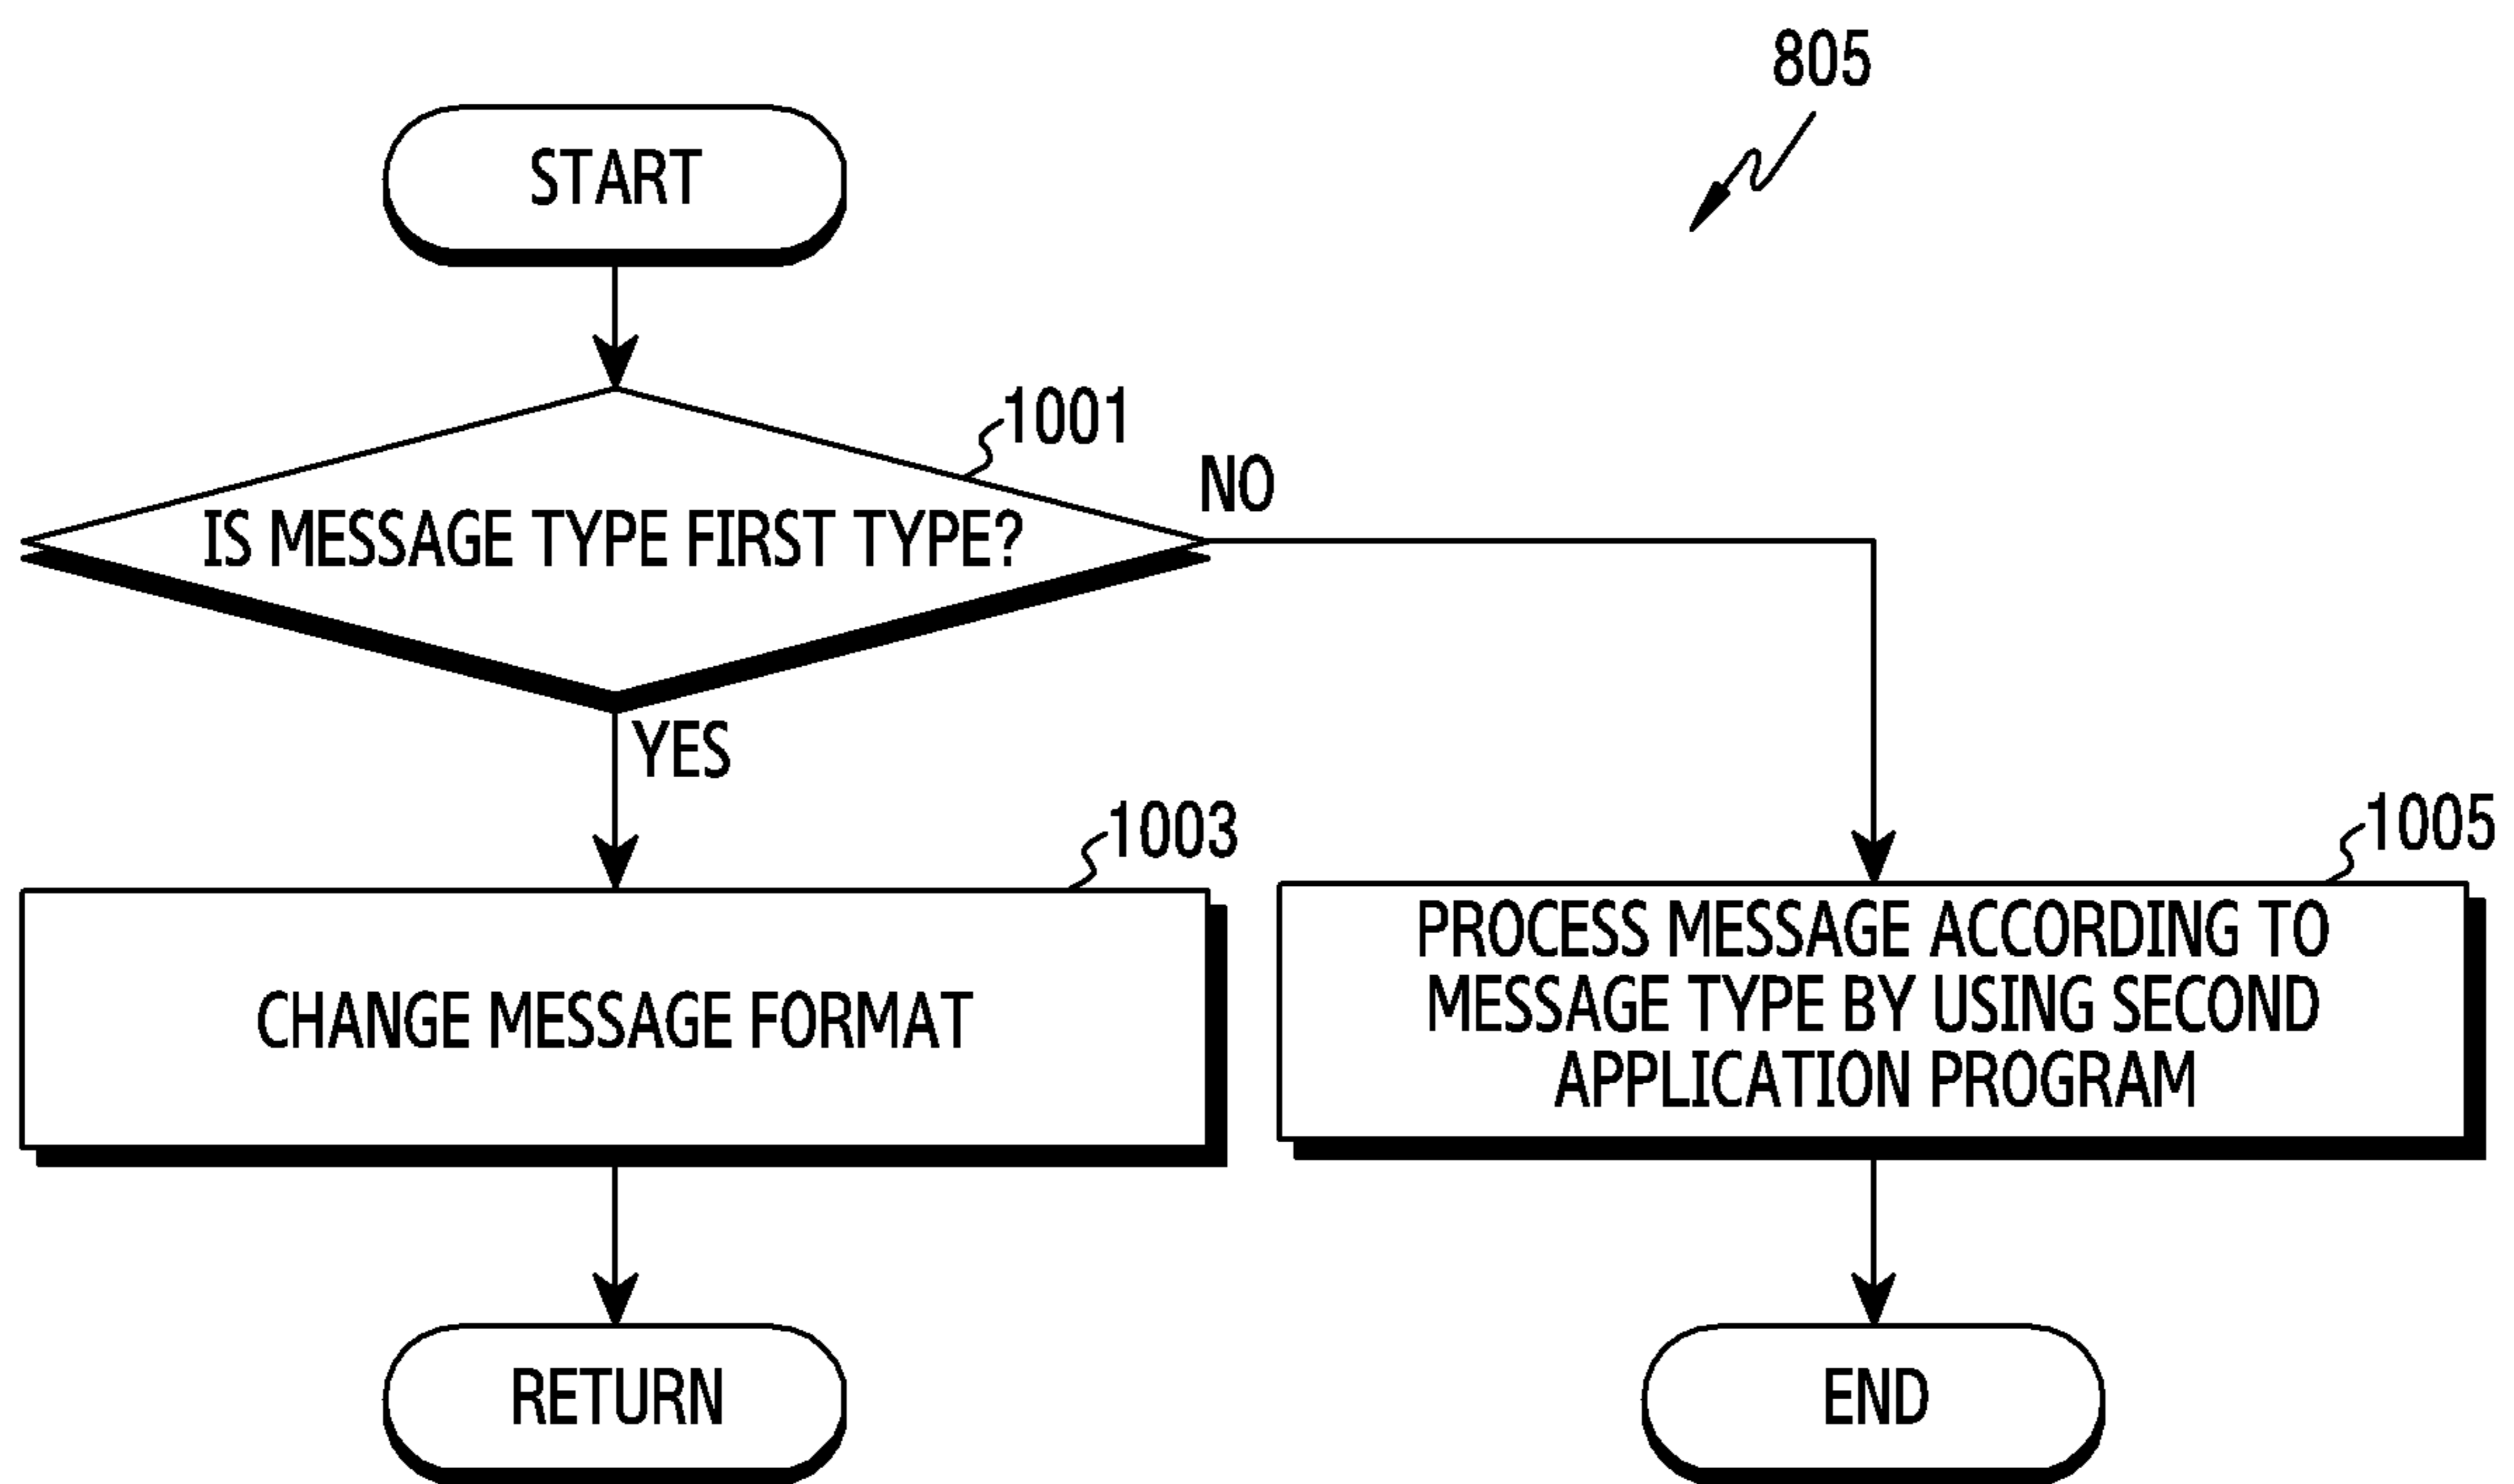 805
START
1001
NO
IS MESSAGE TYPE FIRST TYPE?
YES
1003
CHANGE MESSAGE FORMAT
1005
PROCESS MESSAGE ACCORDING TO
MESSAGE TYPE BY USING SECOND
APPLICATION PROGRAM
RETURN
END